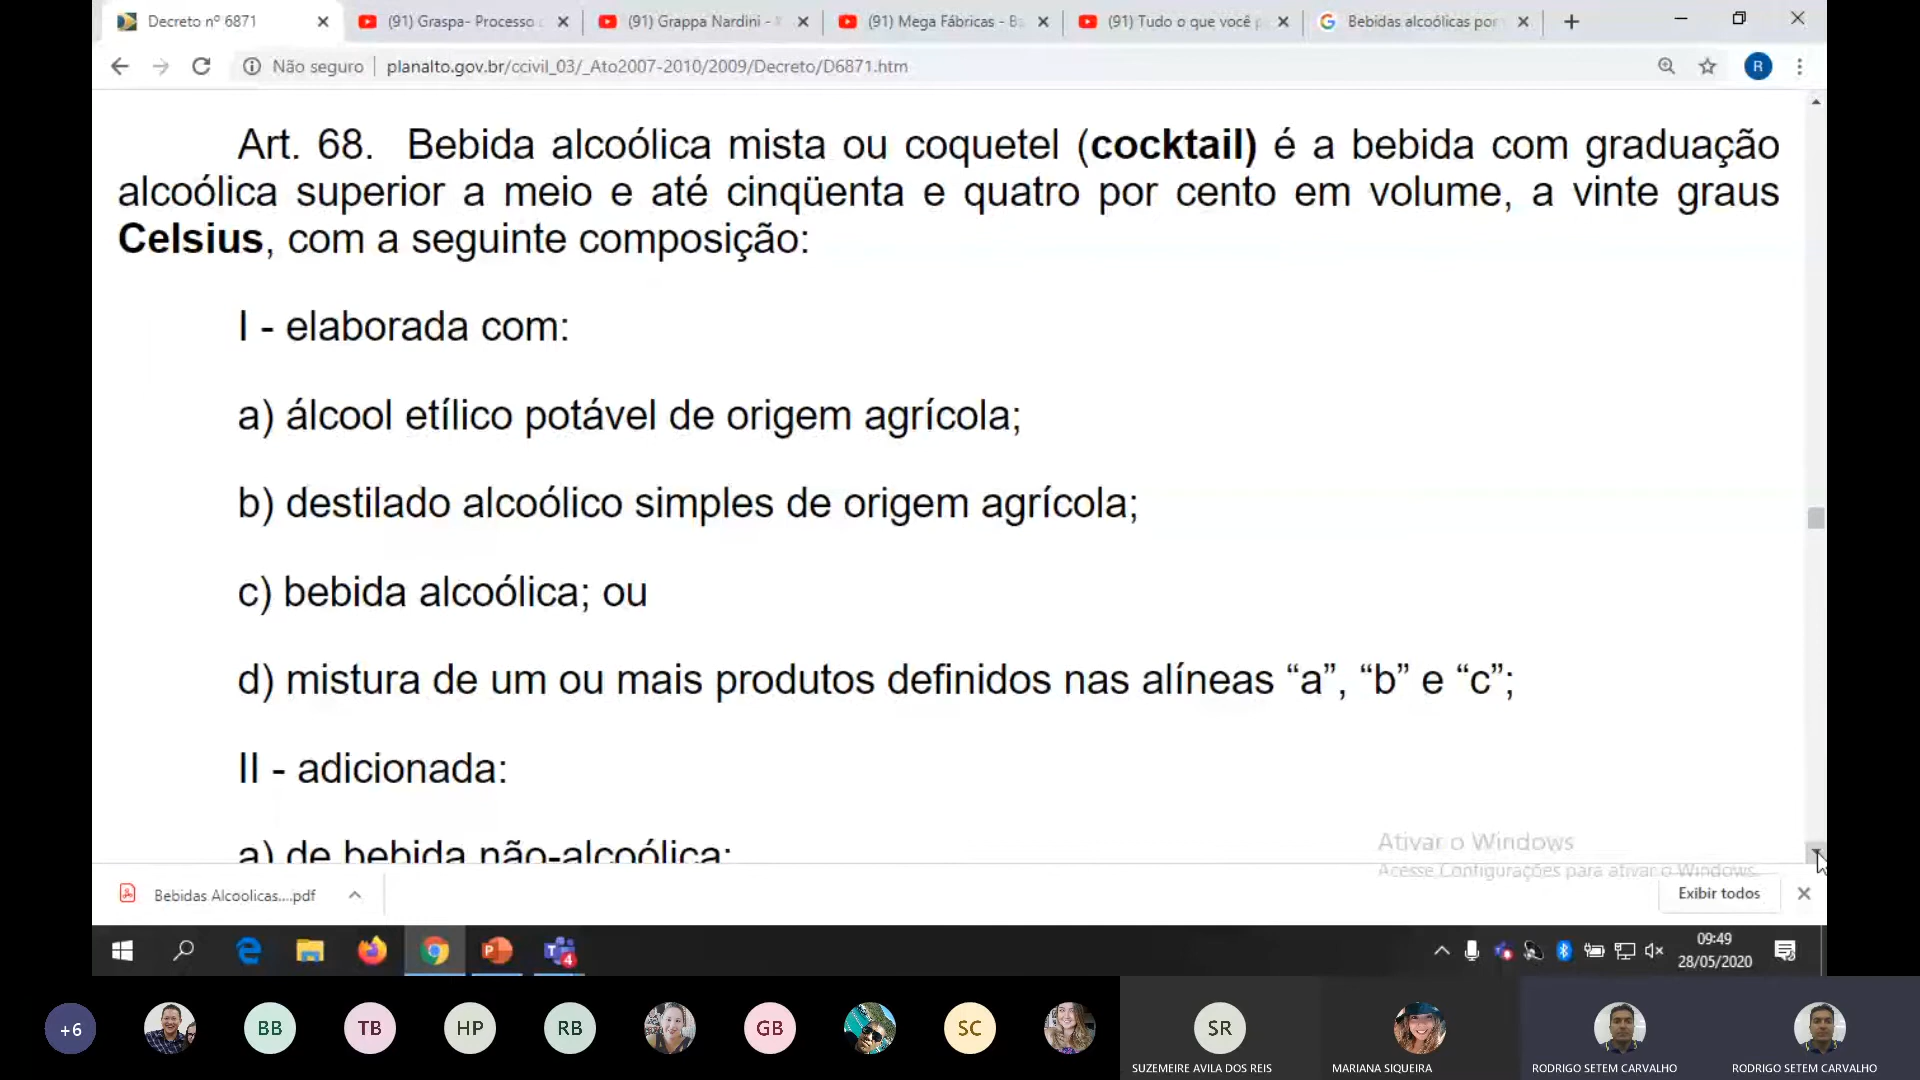 Decreto nº 6871
(91) Graspa- Processo
(91) Grappa Nardini -
(91) Mega Fábricas - B
(91) Tudo o que você
Bebidas alcoólicas por
Não seguro
planalto.gov.br/ccivil_03/_Ato2007-2010/2009/Decreto/D6871.htm
R
Art. 68. Bebida alcoólica mista ou coquetel (cocktail) é a bebida com graduação
alcoólica superior a meio e até cinqüenta e quatro por cento em volume, a vinte graus
Celsius, com a seguinte composição:
I - elaborada com:
a) álcool etílico potável de origem agrícola;
b) destilado alcoólico simples de origem agrícola;
c) bebida alcoólica; ou
d) mistura de um ou mais produtos definidos nas alíneas “a”, “b” e “c”;
II - adicionada:
a) de bebida não-alcoólica;
Ativar o Windows
Acesse Configurações para ativar o Windows.
Bebidas Alcoolicas....pdf
Exibir todos
09:49
28/05/2020
4
+6
BB
TB
HP
RB
GB
SC
SR
SUZEMEIRE AVILA DOS REIS
MARIANA SIQUEIRA
RODRIGO SETEM CARVALHO
RODRIGO SETEM CARVALHO